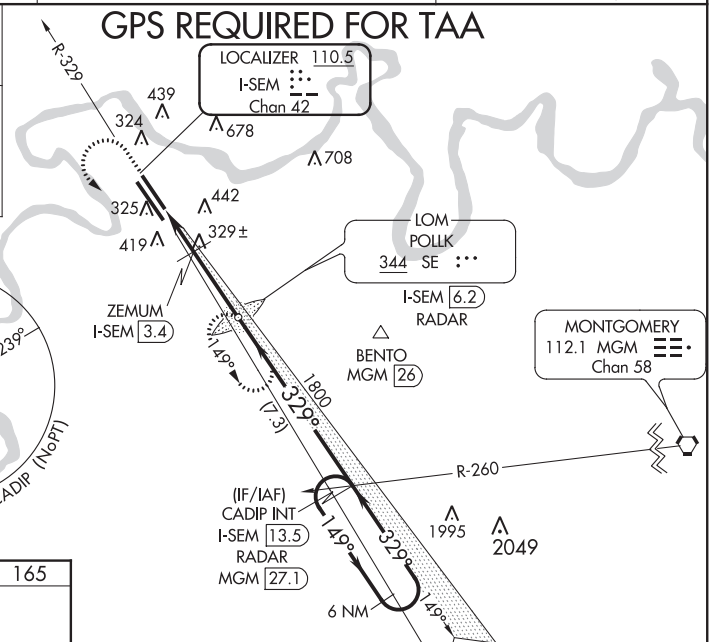 GPS REQUIRED FOR TAA
R-329
LOCALIZER 110.5
I-SEM
Chan 42
439
324
678
708
325
442
419
329±
LOM
POLLK
344 SE
I-SEM 6.2
RADAR
ZEMUM
I-SEM 3.4
BENTO
MGM 26
MONTGOMERY
112.1 MGM
Chan 58
239°
CADIP (NoPT)
149°
(7.3)
1800
329°
R-260
(IF/IAF)
CADIP INT
I-SEM 13.5
RADAR
MGM 27.1
149°
329°
1995
2049
6 NM
149°
165